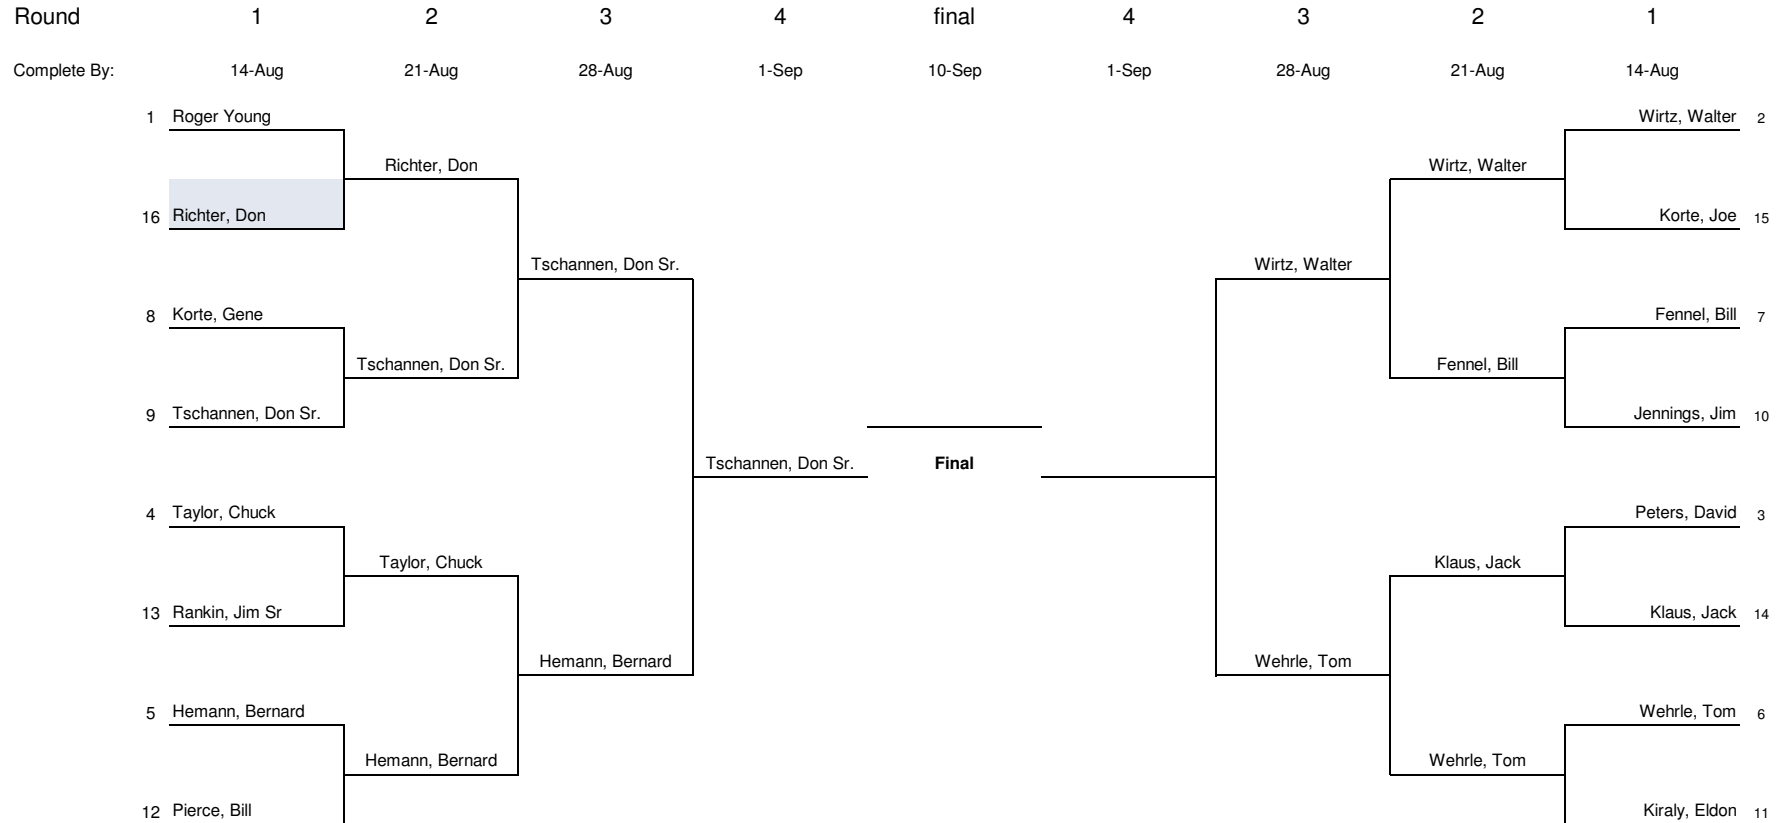 Round 1 2 3 4 final 4 3 2 1
Complete By: 14-Aug 21-Aug 28-Aug 1-Sep 10-Sep 1-Sep 28-Aug 21-Aug 14-Aug
1 Roger Young Wirtz, Walter 2
Richter, Don Wirtz, Walter
16 Richter, Don Korte, Joe 15
Tschannen, Don Sr. Wirtz, Walter
8 Korte, Gene Fennel, Bill 7
Tschannen, Don Sr. Fennel, Bill
9 Tschannen, Don Sr. Jennings, Jim 10
Tschannen, Don Sr. Final
4 Taylor, Chuck Peters, David 3
Taylor, Chuck Klaus, Jack
13 Rankin, Jim Sr Klaus, Jack 14
Hemann, Bernard Wehrle, Tom
5 Hemann, Bernard Wehrle, Tom 6
Hemann, Bernard Wehrle, Tom
12 Pierce, Bill Kiraly, Eldon 11